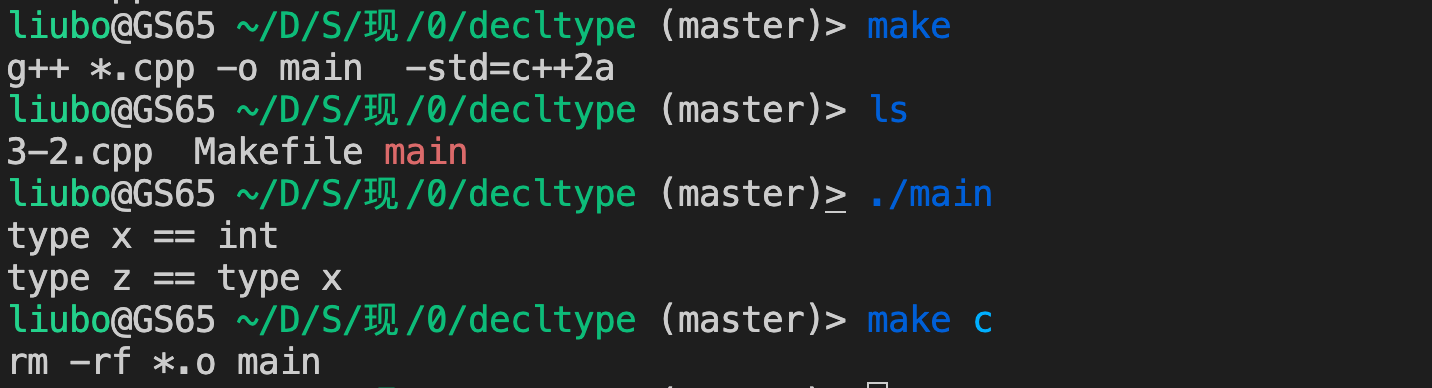 liubo@GS65 ~/D/S/现/0/decltype (master)> make
g++ *.cpp -o main  -std=c++2a
liubo@GS65 ~/D/S/现/0/decltype (master)> ls
3-2.cpp  Makefile main
liubo@GS65 ~/D/S/现/0/decltype (master)> ./main
type x == int
type z == type x
liubo@GS65 ~/D/S/现/0/decltype (master)> make c
rm -rf *.o main